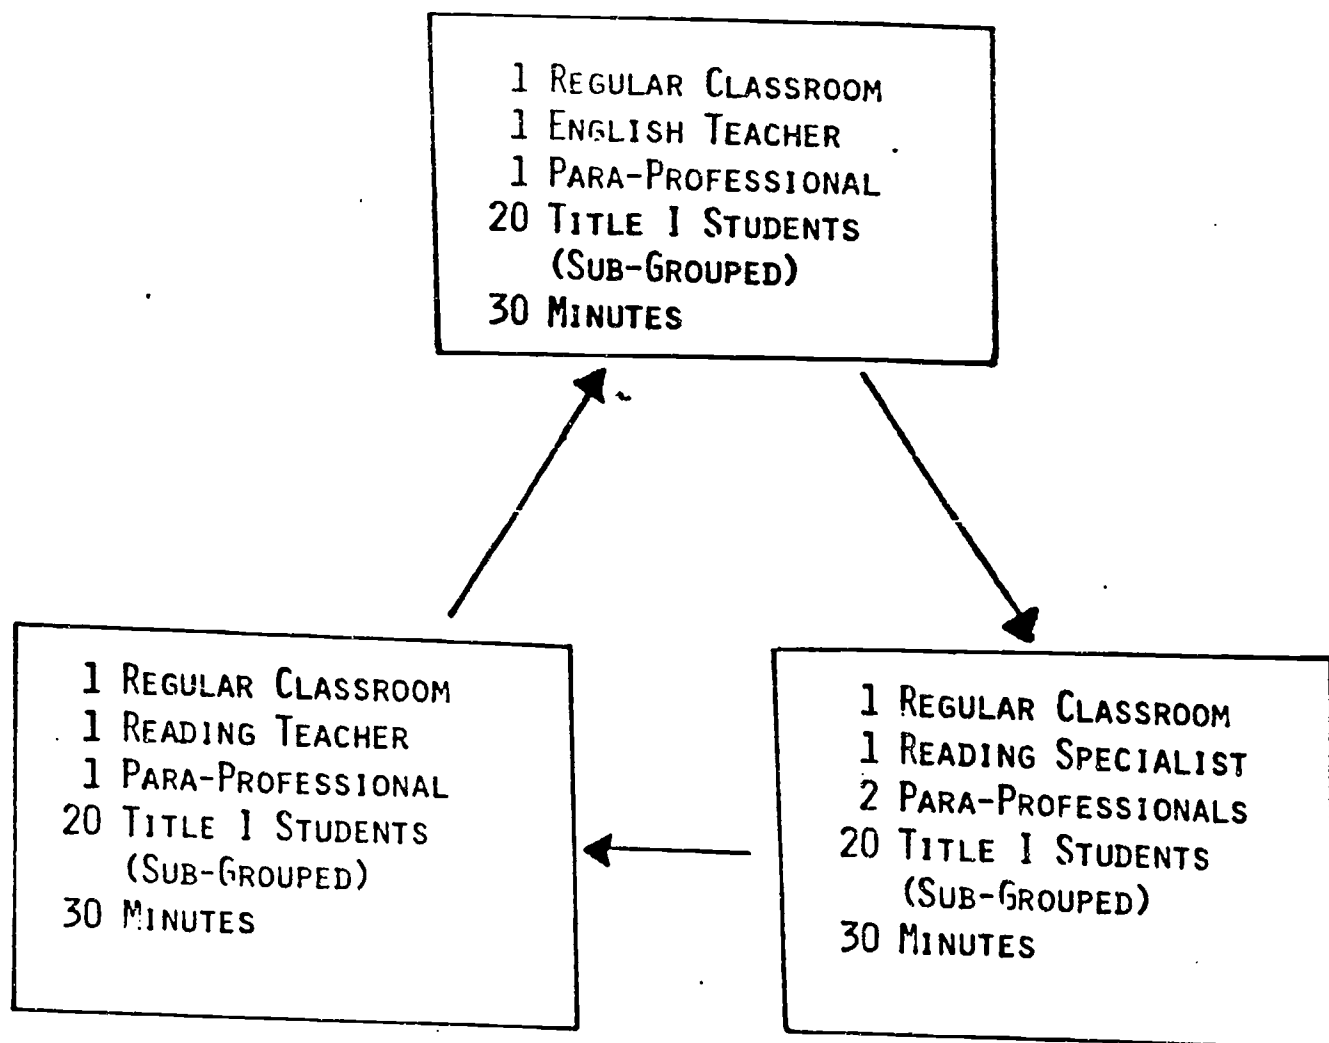 1 REGULAR CLASSROOM
1 ENGLISH TEACHER
1 PARA-PROFESSIONAL
20 TITLE I STUDENTS
(SUB-GROUPED)
30 MINUTES
1 REGULAR CLASSROOM
1 READING TEACHER
1 PARA-PROFESSIONAL
20 TITLE I STUDENTS
(SUB-GROUPED)
30 MINUTES
1 REGULAR CLASSROOM
1 READING SPECIALIST
2 PARA-PROFESSIONALS
20 TITLE I STUDENTS
(SUB-GROUPED)
30 MINUTES